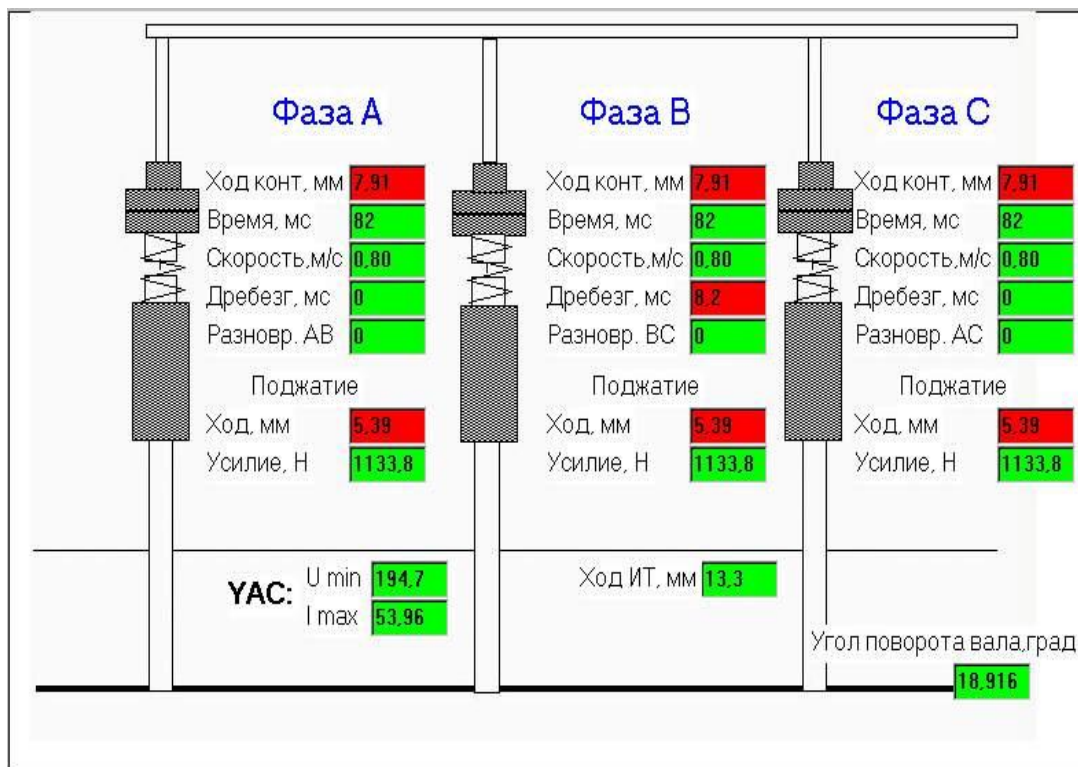 Фаза А Фаза В Фаза С
Ход конт, мм 7,91 Ход конт, мм 7,91 Ход конт, мм 7,91
Время, мс 82 Время, мс 82 Время, мс 82
Скорость,м/с 0,80 Скорость,м/с 0,80 Скорость,м/с 0,80
Дребезг, мс 0 Дребезг, мс 8,2 Дребезг, мс 0
Разновр. АВ 0 Разновр. ВС 0 Разновр. АС 0
Поджатие Поджатие Поджатие
Ход, мм 5,39 Ход, мм 5,39 Ход, мм 5,39
Усилие, Н 1133,8 Усилие, Н 1133,8 Усилие, Н 1133,8
YAC: U min 194,7 Ход ИТ, мм 13,3
I max 53,96
Угол поворота вала,град
18,916